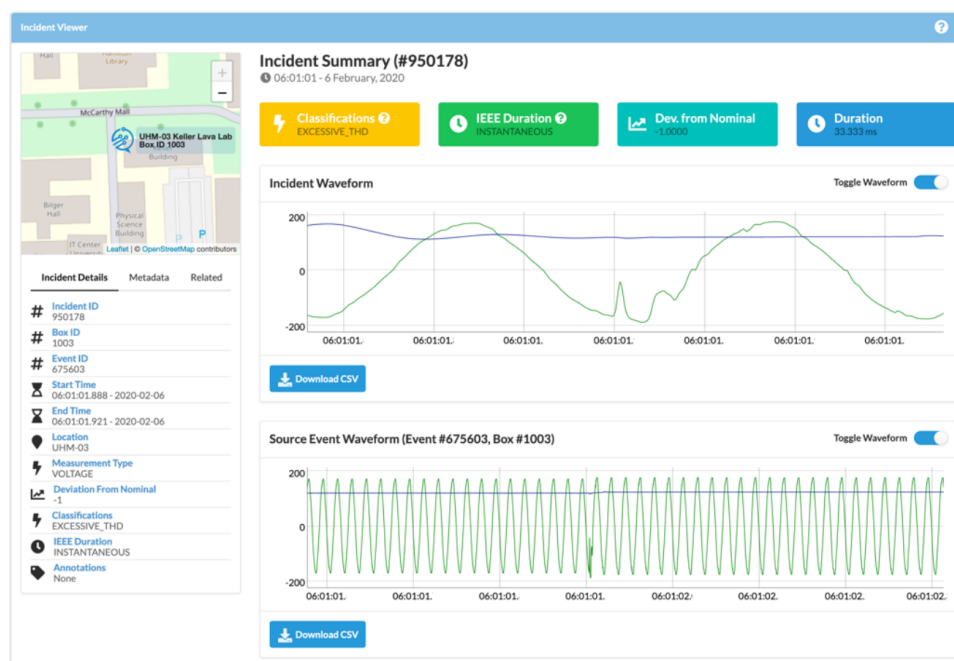 Incident Viewer
Hall
Library
McCarthy Mall
UHM-03 Keller Lava Lab
Box ID 1003
Building
Bilger
Hall
Physical
Science
Building
IT Center
P
P
Leaflet | © OpenStreetMap contributors
+
−
Incident Details
Metadata
Related
Incident ID
950178
Box ID
1003
Event ID
675603
Start Time
06:01:01.888 - 2020-02-06
End Time
06:01:01.921 - 2020-02-06
Location
UHM-03
Measurement Type
VOLTAGE
Deviation From Nominal
-1
Classifications
EXCESSIVE_THD
IEEE Duration
INSTANTANEOUS
Annotations
None
Incident Summary (#950178)
06:01:01 - 6 February, 2020
Classifications
EXCESSIVE_THD
IEEE Duration
INSTANTANEOUS
Dev. from Nominal
-1.0000
Duration
33.333 ms
Incident Waveform
Toggle Waveform
200
0
-200
06:01:01.
06:01:01.
06:01:01.
06:01:01.
06:01:01.
06:01:01.
06:01:01.
Download CSV
Source Event Waveform (Event #675603, Box #1003)
Toggle Waveform
200
0
-200
06:01:01.
06:01:01.
06:01:01.
06:01:01.
06:01:02.
06:01:02.
06:01:02.
06:01:02.
Download CSV